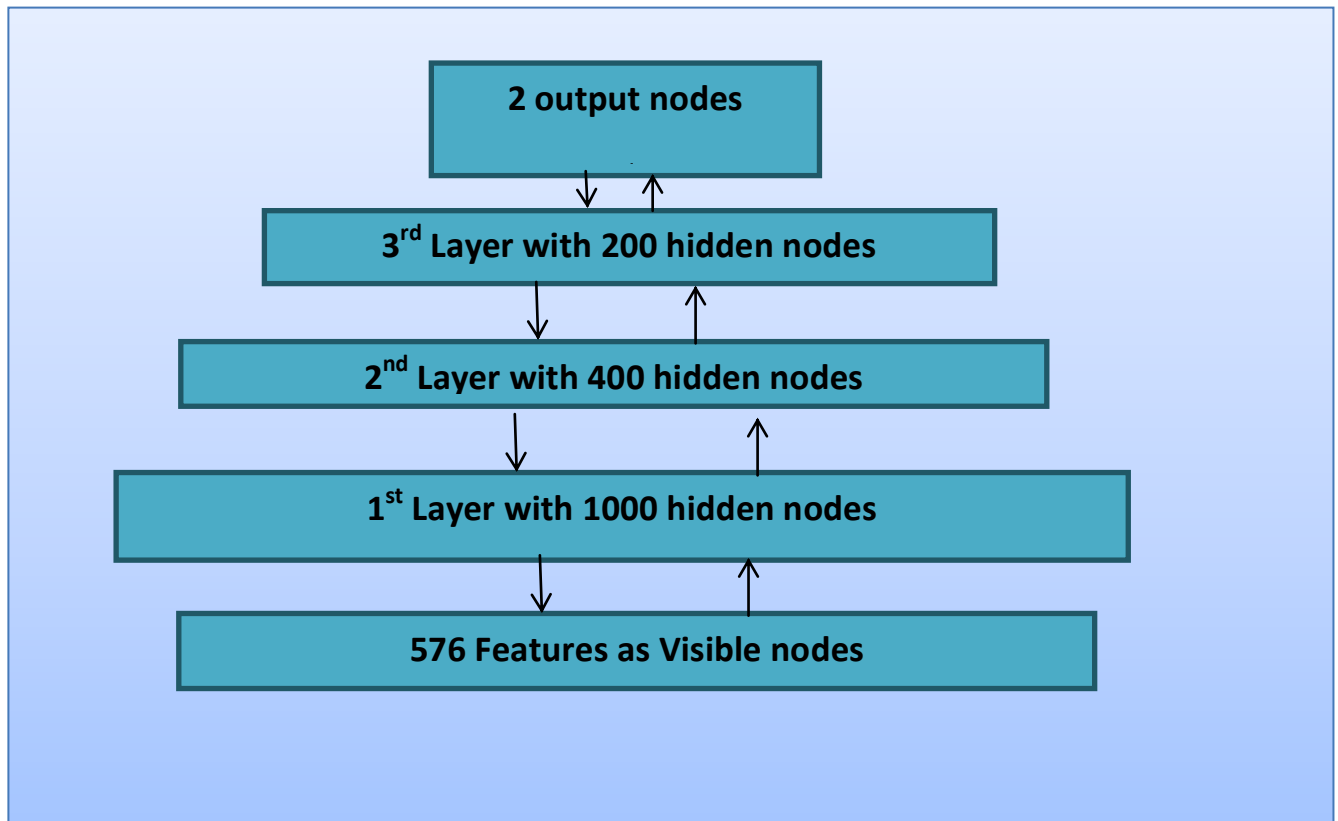 2 output nodes
3rd Layer with 200 hidden nodes
2nd Layer with 400 hidden nodes
1st Layer with 1000 hidden nodes
576 Features as Visible nodes